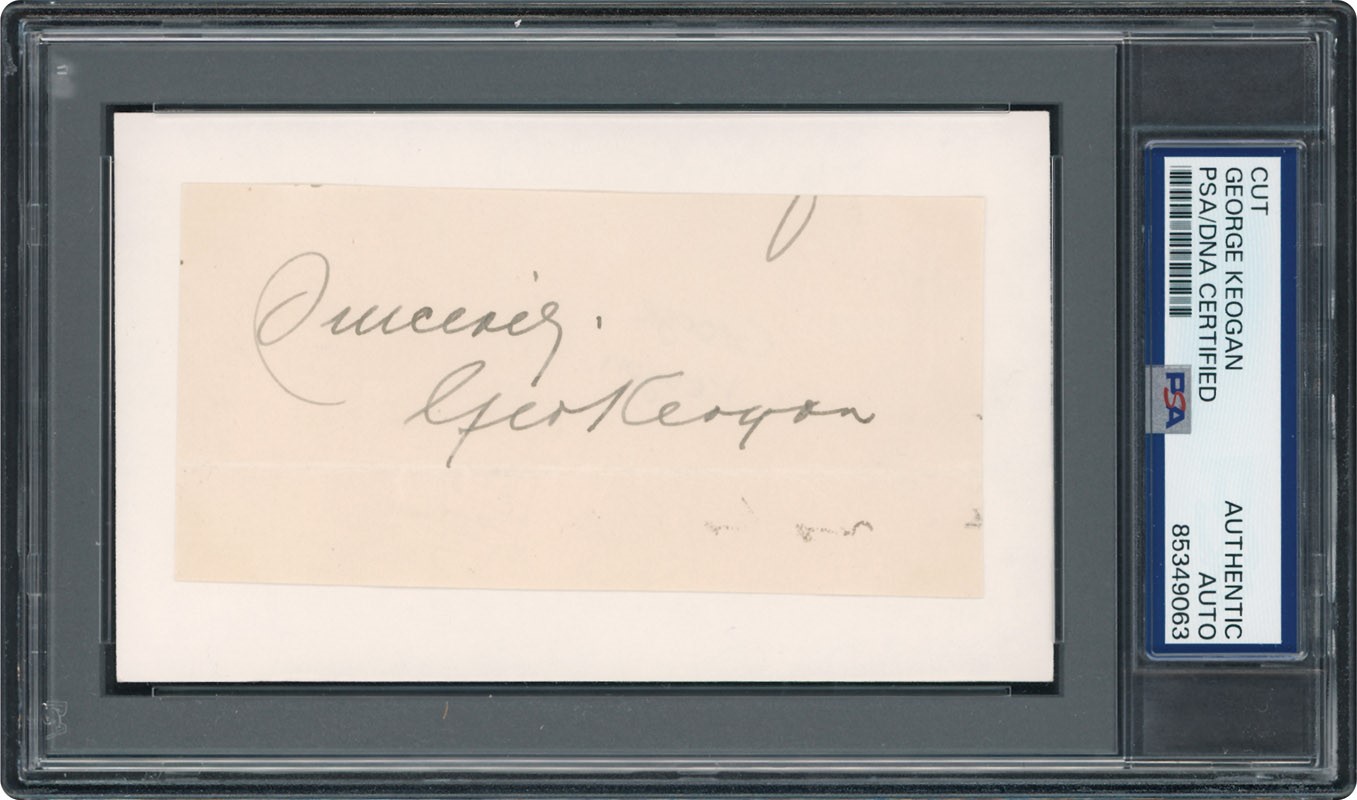 Sincerely.
Geo Keogan
CUT
GEORGE KEOGAN
PSA/DNA CERTIFIED
AUTHENTIC
AUTO
85349063
PSA